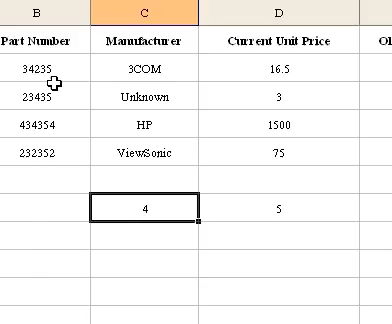 B C D
Part Number Manufacturer Current Unit Price Ol
34235 3COM 16.5
23435 Unknown 3
434354 HP 1500
232352 ViewSonic 75
4 5